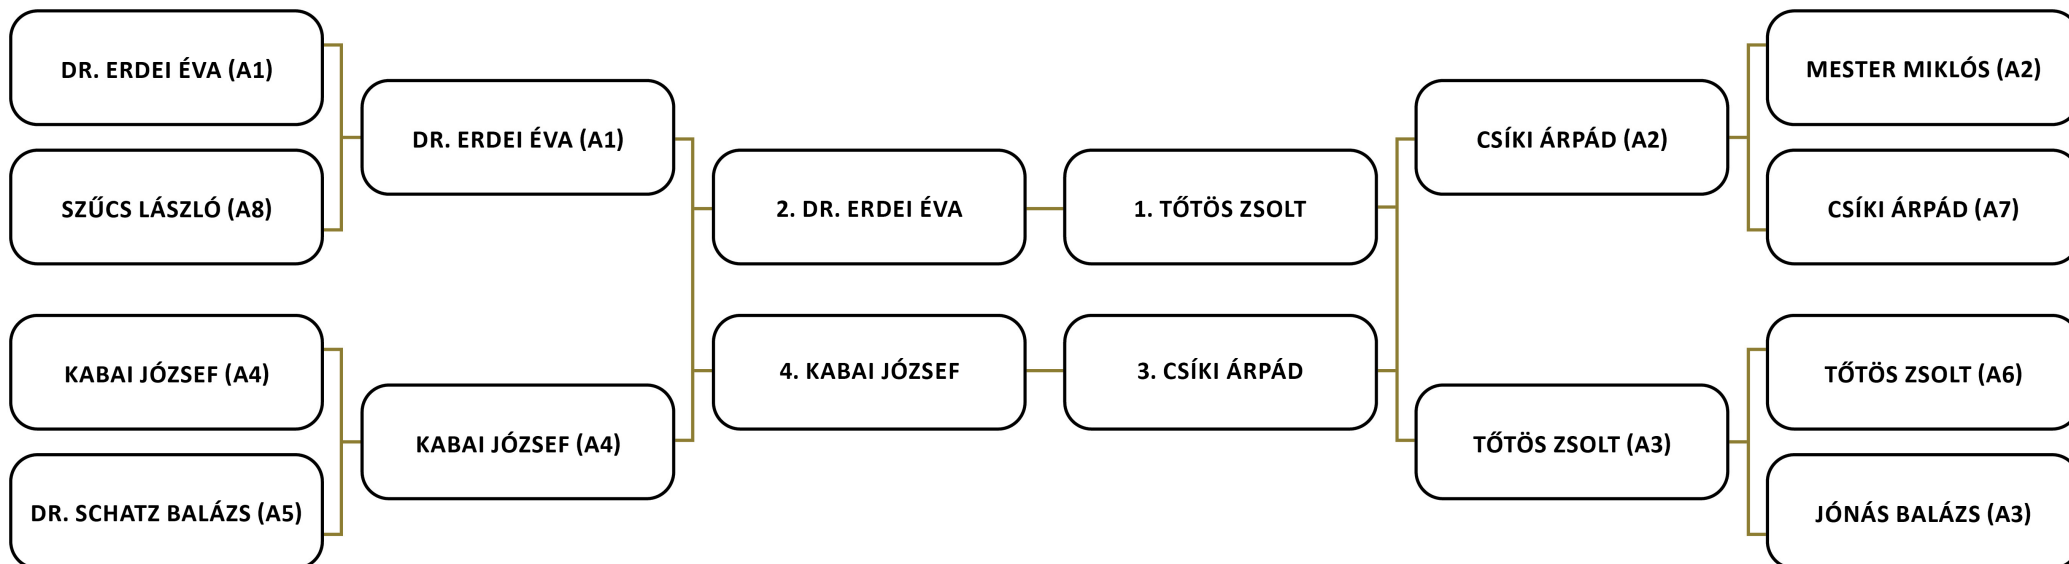 DR. ERDEI ÉVA (A1)
SZŰCS LÁSZLÓ (A8)
KABAI JÓZSEF (A4)
DR. SCHATZ BALÁZS (A5)
DR. ERDEI ÉVA (A1)
KABAI JÓZSEF (A4)
2. DR. ERDEI ÉVA
4. KABAI JÓZSEF
1. TŐTÖS ZSOLT
3. CSÍKI ÁRPÁD
CSÍKI ÁRPÁD (A2)
TŐTÖS ZSOLT (A3)
MESTER MIKLÓS (A2)
CSÍKI ÁRPÁD (A7)
TŐTÖS ZSOLT (A6)
JÓNÁS BALÁZS (A3)